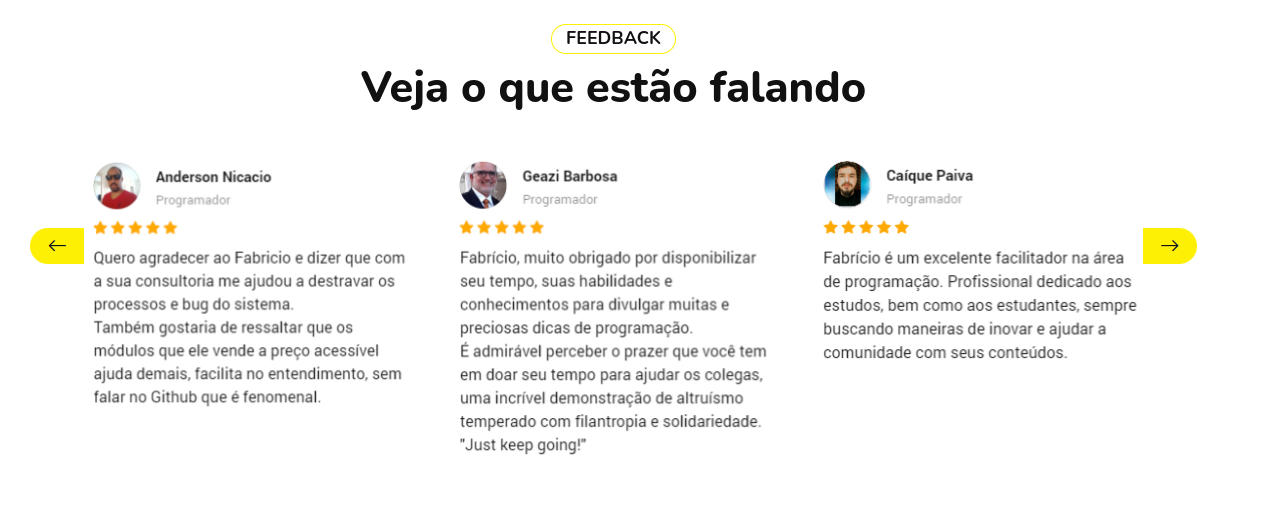 FEEDBACK
Veja o que estão falando
Anderson Nicacio
Programador
Quero agradecer ao Fabricio e dizer que com
a sua consultoria me ajudou a destravar os
processos e bug do sistema.
Também gostaria de ressaltar que os
módulos que ele vende a preço acessível
ajuda demais, facilita no entendimento, sem
falar no Github que é fenomenal.
Geazi Barbosa
Programador
Fabrício, muito obrigado por disponibilizar
seu tempo, suas habilidades e
conhecimentos para divulgar muitas e
preciosas dicas de programação.
É admirável perceber o prazer que você tem
em doar seu tempo para ajudar os colegas,
uma incrível demonstração de altruísmo
temperado com filantropia e solidariedade.
"Just keep going!"
Caíque Paiva
Programador
Fabrício é um excelente facilitador na área
de programação. Profissional dedicado aos
estudos, bem como aos estudantes, sempre
buscando maneiras de inovar e ajudar a
comunidade com seus conteúdos.